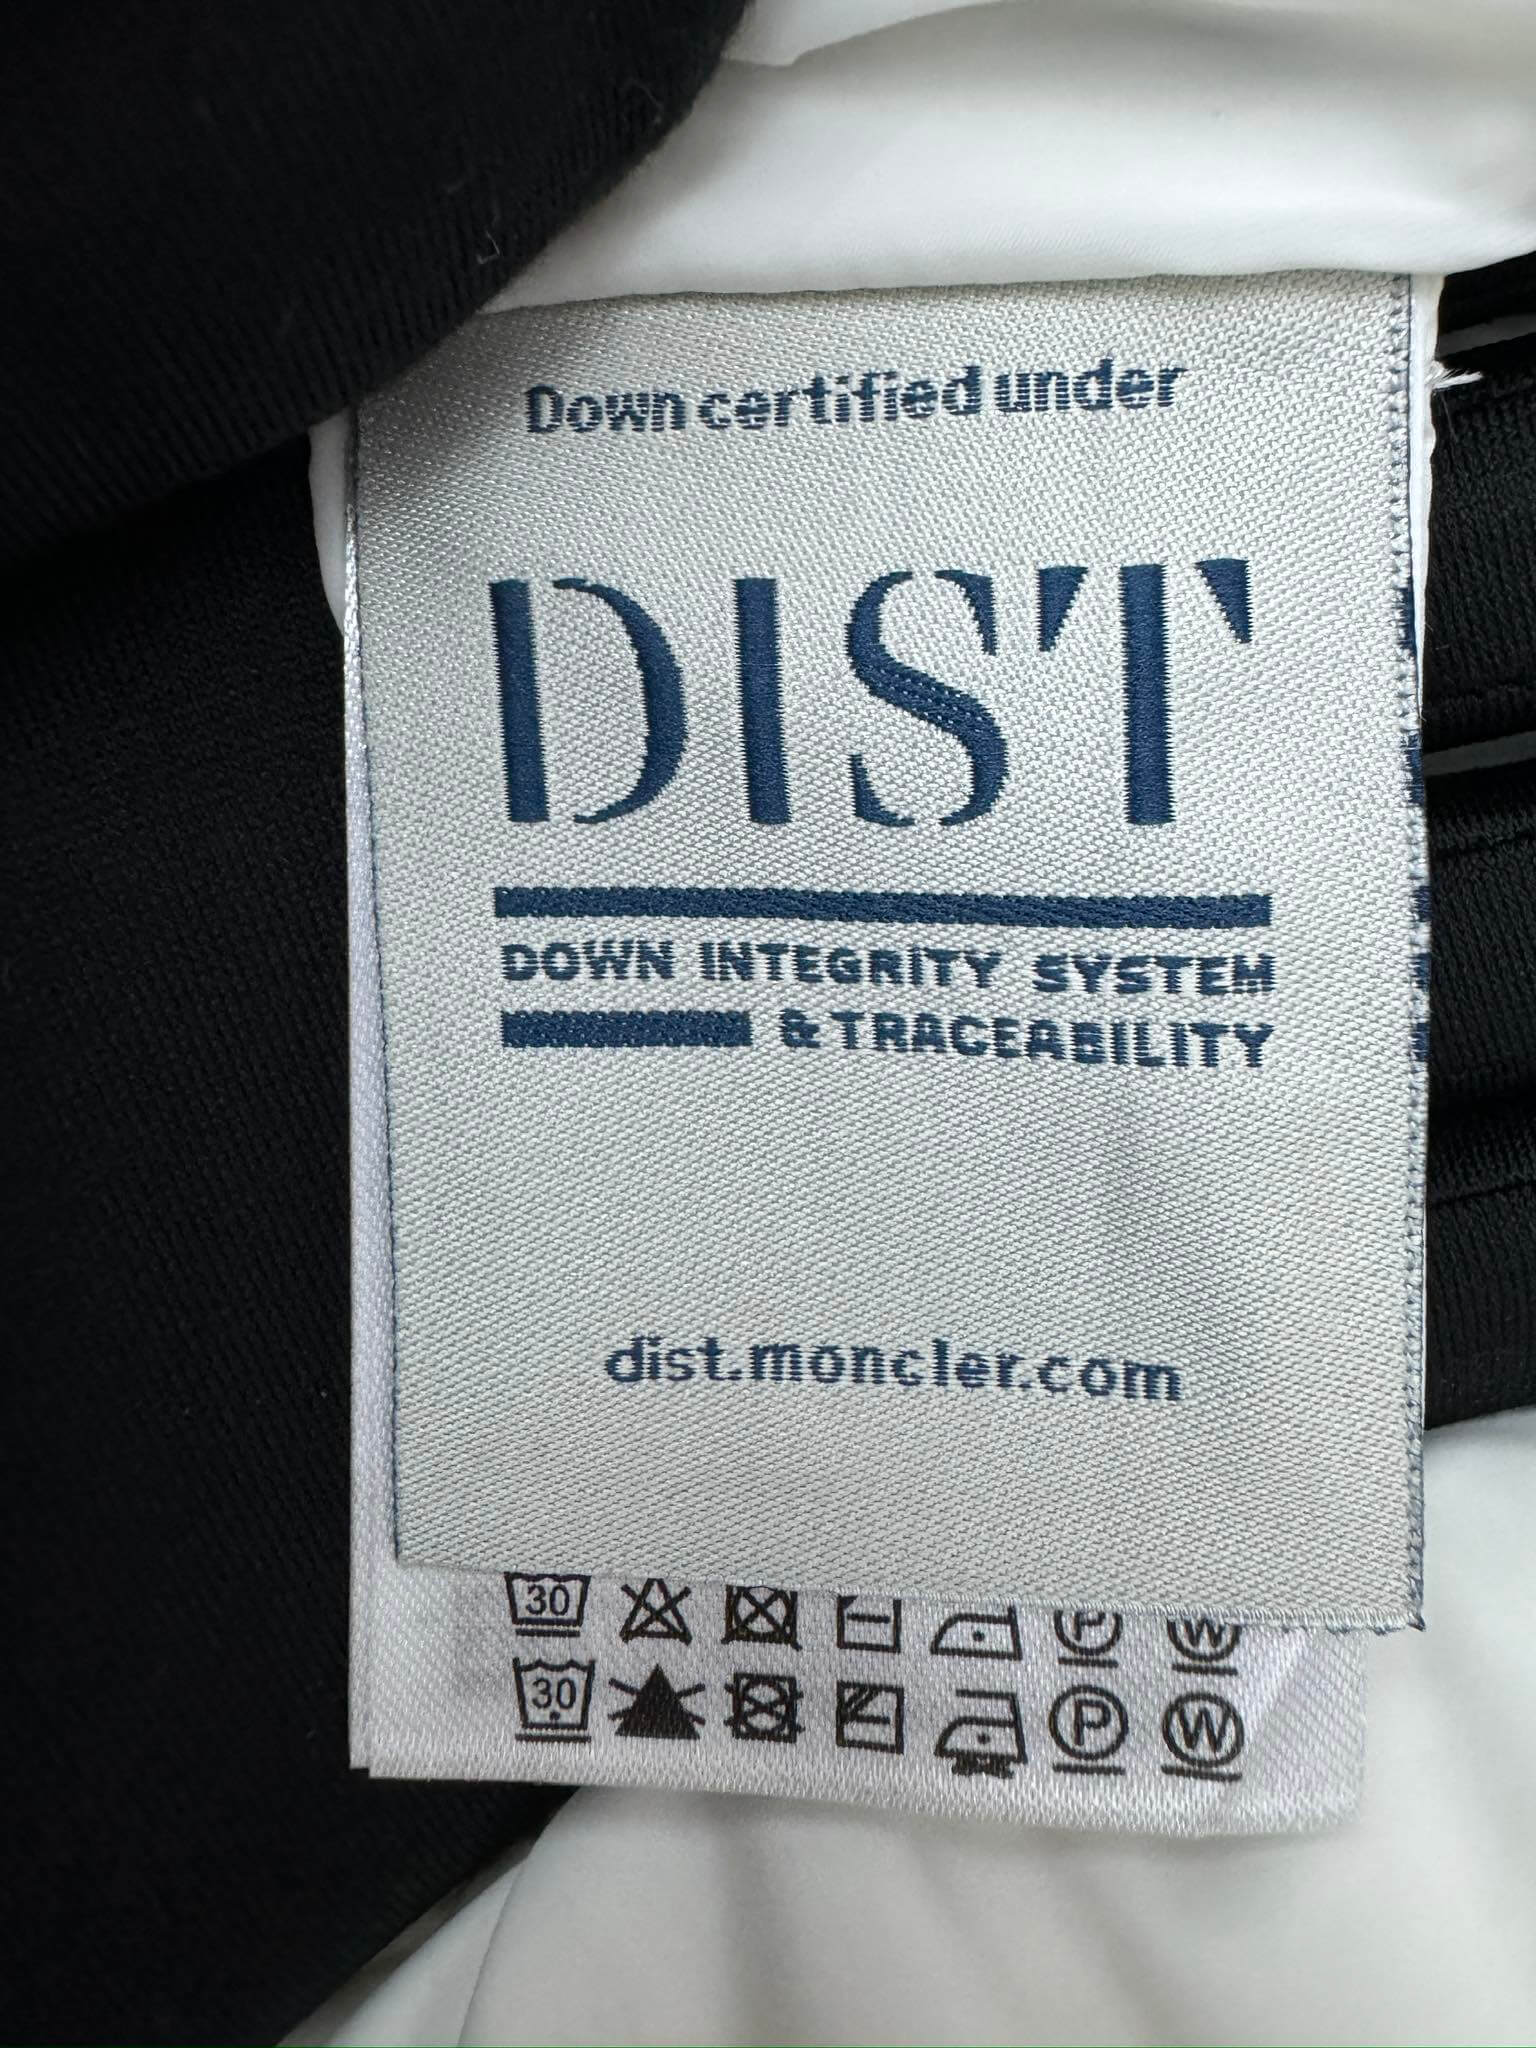 Down certified under
DIST
DOWN INTEGRITY SYSTEM
& TRACEABILITY
dist.moncler.com
30 P W
30 P W